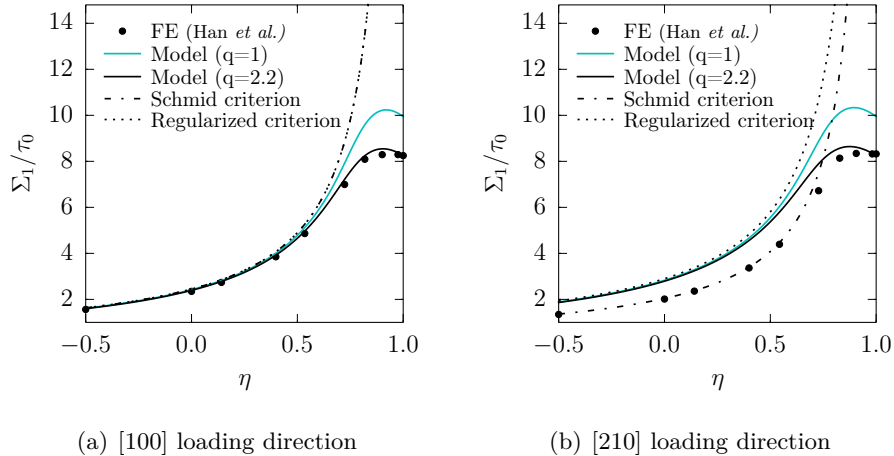 14
12
10
8
6
4
2
Σ₁/τ₀
FE (Han et al.)
Model (q=1)
Model (q=2.2)
Schmid criterion
Regularized criterion
−0.5
0.0
0.5
1.0
η
(a) [100] loading direction
14
12
10
8
6
4
2
Σ₁/τ₀
FE (Han et al.)
Model (q=1)
Model (q=2.2)
Schmid criterion
Regularized criterion
−0.5
0.0
0.5
1.0
η
(b) [210] loading direction